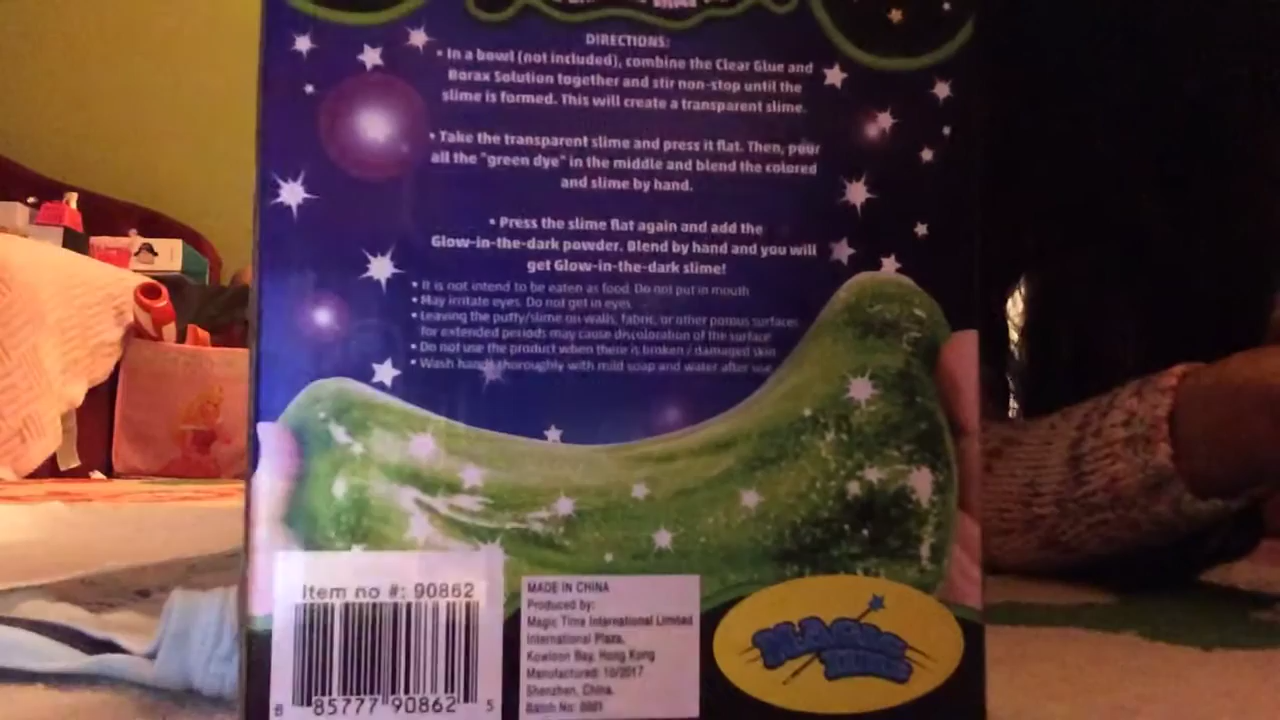 DIRECTIONS:
• In a bowl (not included), combine the Clear Glue and
Borax Solution together and stir non-stop until the
slime is formed. This will create a transparent slime.
• Take the transparent slime and press it flat. Then, pour
all the "green dye" in the middle and blend the colored
and slime by hand.
• Press the slime flat again and add the
Glow-in-the-dark powder. Blend by hand and you will
get Glow-in-the-dark slime!
• It is not intend to be eaten as food. Do not put in mouth
• May irritate eyes. Do not get in eyes.
• Leaving the putty/slime on walls, fabric, or other porous surfaces
for extended periods may cause discoloration of the surface
• Do not use the product when there is broken / damaged skin
• Wash hands thoroughly with mild soap and water after use
Item no #: 90862
8 85777 90862 5
MADE IN CHINA
Produced by:
Magic Time International Limited
International Plaza,
Kowloon Bay, Hong Kong
Manufactured: 10/2017
Shenzhen, China.
Batch No: 0001
MAGIC
TIME